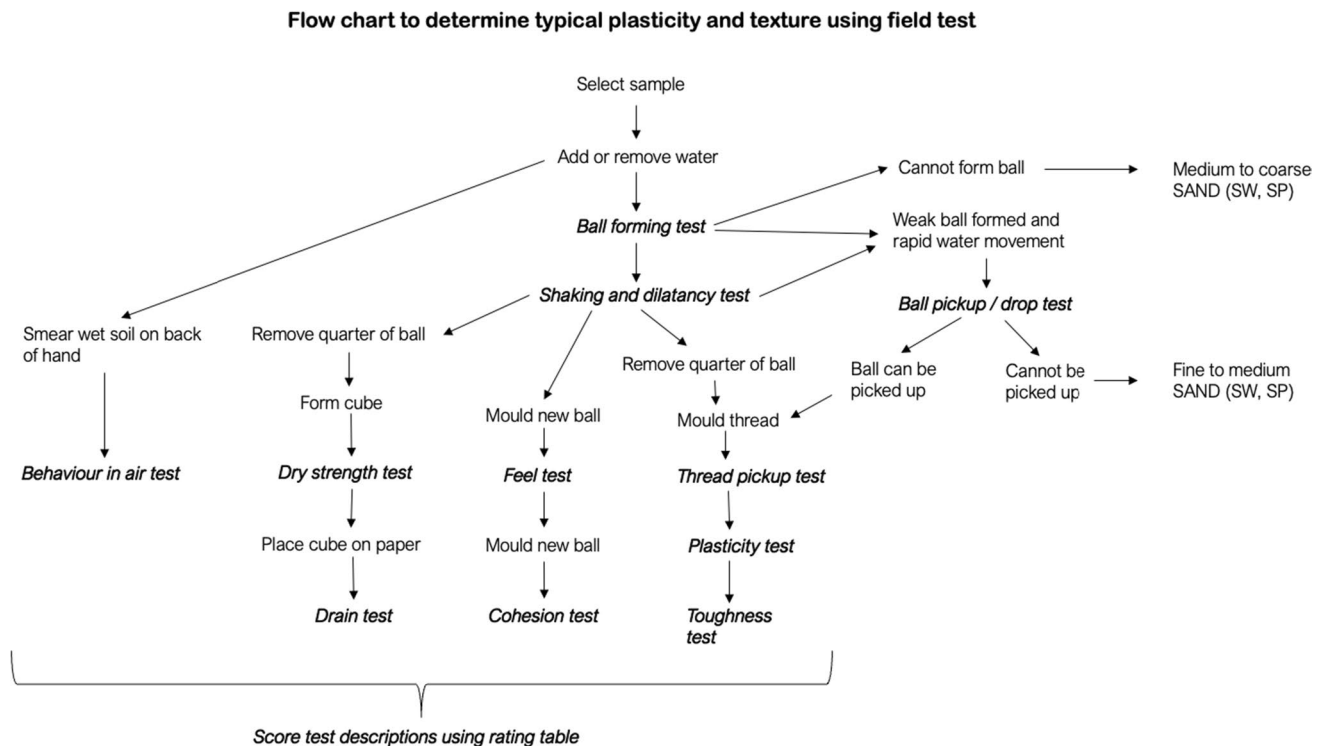 Flow chart to determine typical plasticity and texture using field test
Select sample
Add or remove water
Cannot form ball
Medium to coarse
SAND (SW, SP)
Ball forming test
Weak ball formed and
rapid water movement
Shaking and dilatancy test
Ball pickup / drop test
Smear wet soil on back
of hand
Remove quarter of ball
Remove quarter of ball
Ball can be
picked up
Cannot be
picked up
Fine to medium
SAND (SW, SP)
Form cube
Mould new ball
Mould thread
Behaviour in air test
Dry strength test
Feel test
Thread pickup test
Place cube on paper
Mould new ball
Plasticity test
Drain test
Cohesion test
Toughness
test
Score test descriptions using rating table